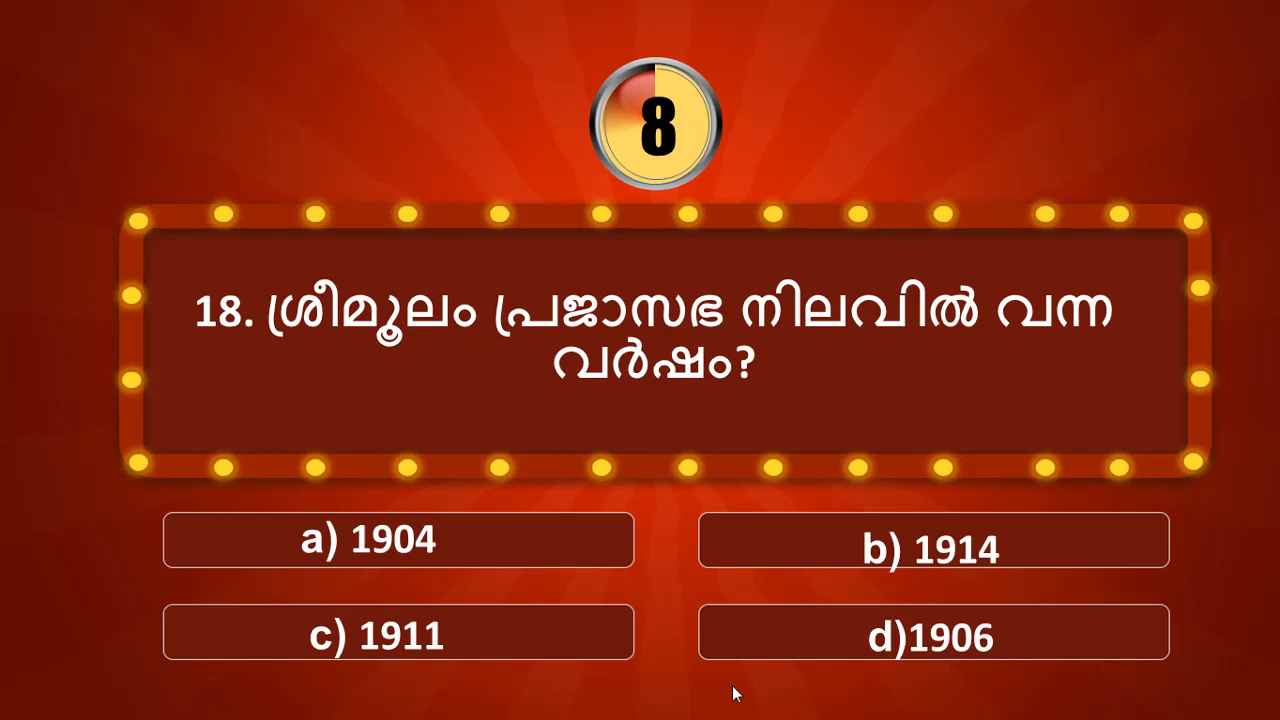 8
18. ശ്രീമൂലം പ്രജാസഭ നിലവിൽ വന്ന
വർഷം?
a) 1904
b) 1914
c) 1911
d)1906